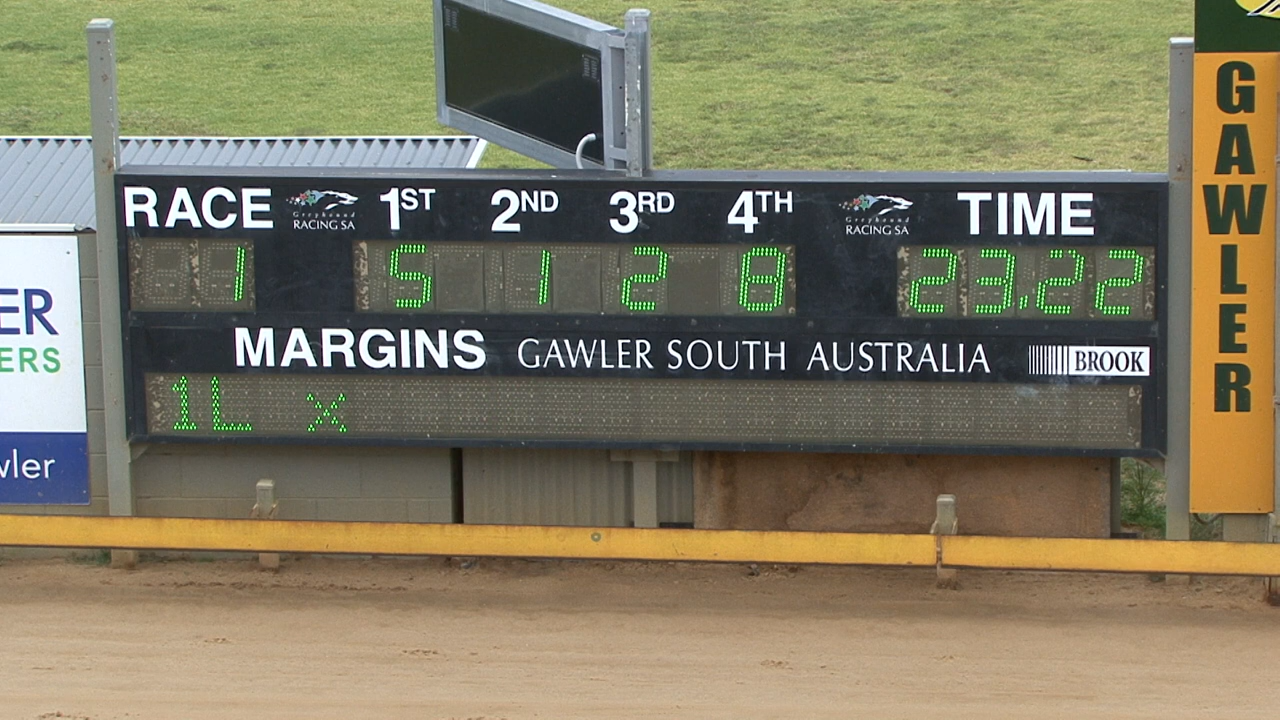 RACE 1ST 2ND 3RD 4TH TIME
Greyhound Greyhound
RACING SA RACING SA
1 5 1 2 8 23.22
MARGINS GAWLER SOUTH AUSTRALIA BROOK
1L X
GAWLER
ER
ERS
wler